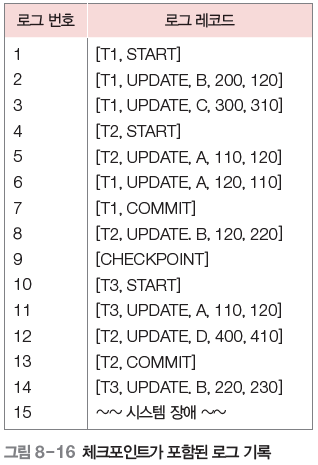 로그 번호 로그 레코드
1 [T1, START]
2 [T1, UPDATE, B, 200, 120]
3 [T1, UPDATE, C, 300, 310]
4 [T2, START]
5 [T2, UPDATE, A, 110, 120]
6 [T1, UPDATE, A, 120, 110]
7 [T1, COMMIT]
8 [T2, UPDATE. B, 120, 220]
9 [CHECKPOINT]
10 [T3, START]
11 [T3, UPDATE, A, 110, 120]
12 [T2, UPDATE, D, 400, 410]
13 [T2, COMMIT]
14 [T3, UPDATE, B, 220, 230]
15 ~~ 시스템 장애 ~~
그림 8-16 체크포인트가 포함된 로그 기록